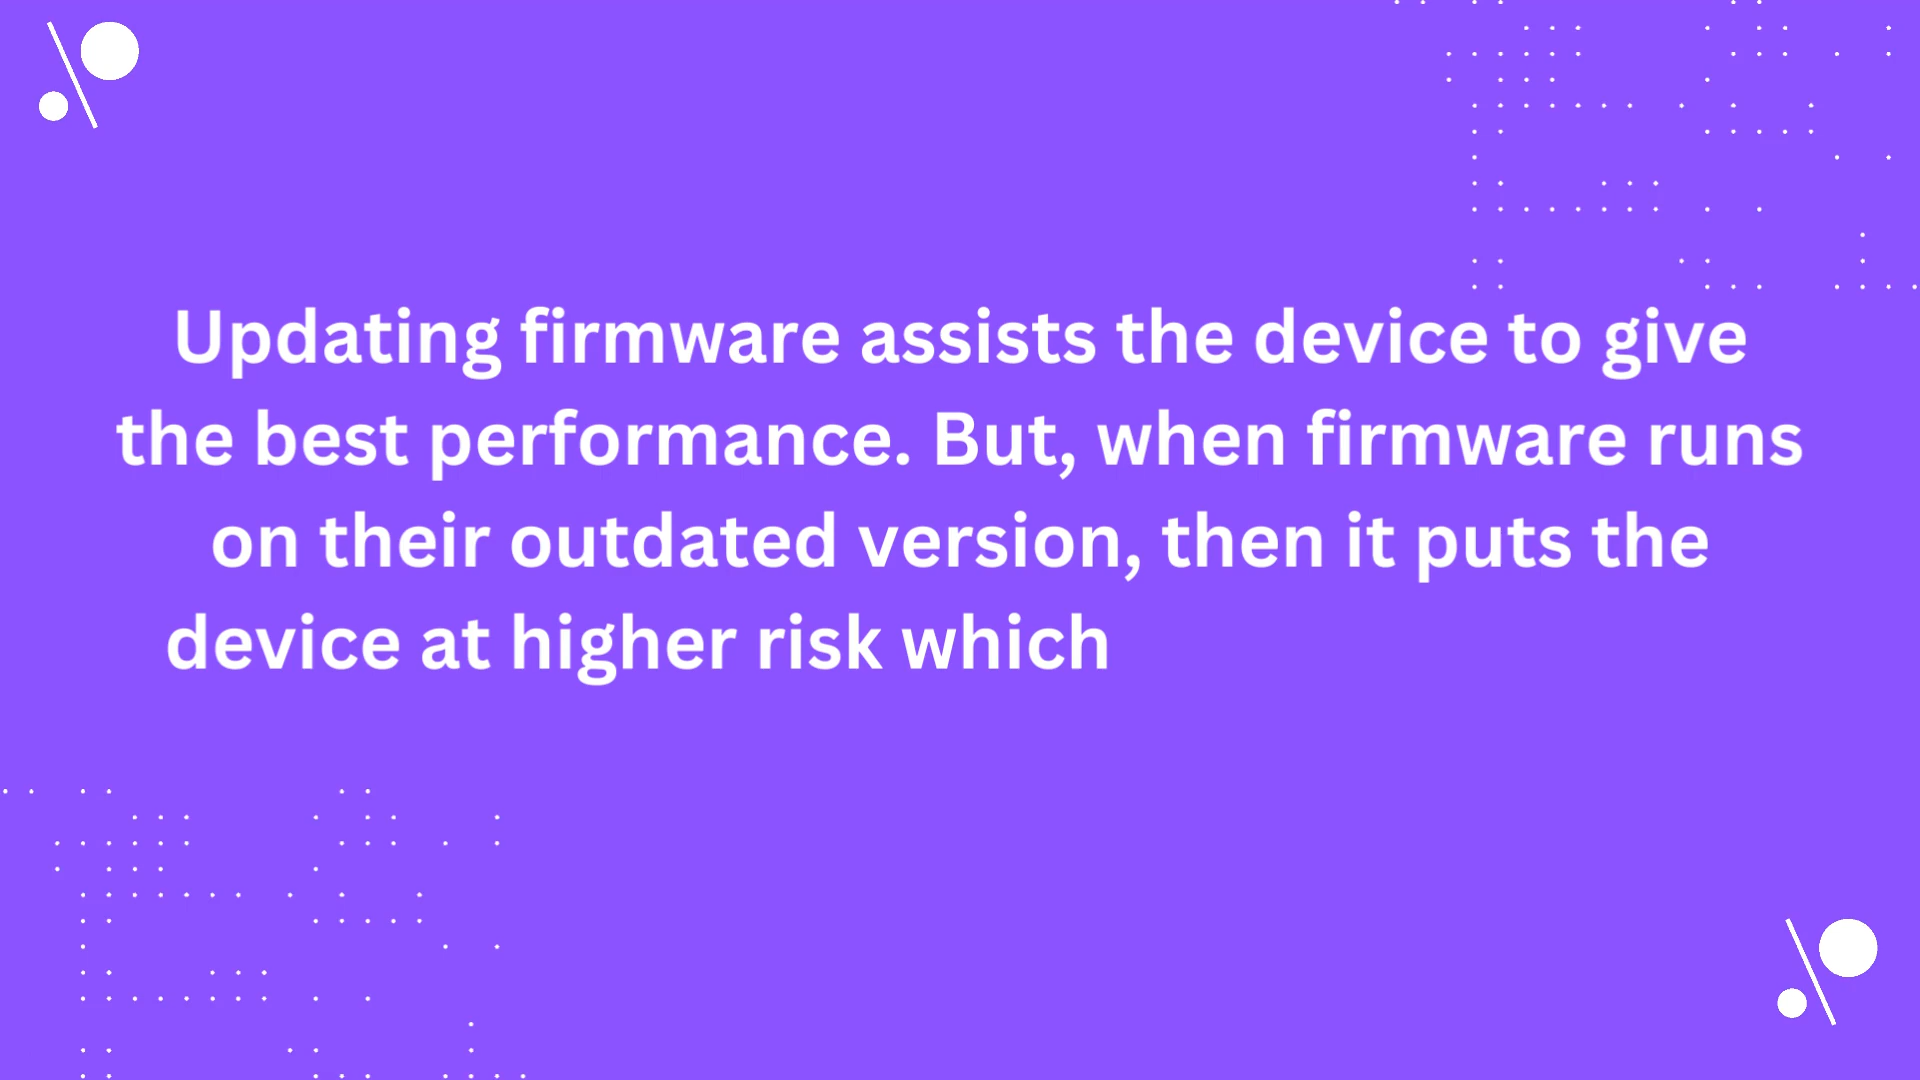 Updating firmware assists the device to give
the best performance. But, when firmware runs
on their outdated version, then it puts the
device at higher risk which